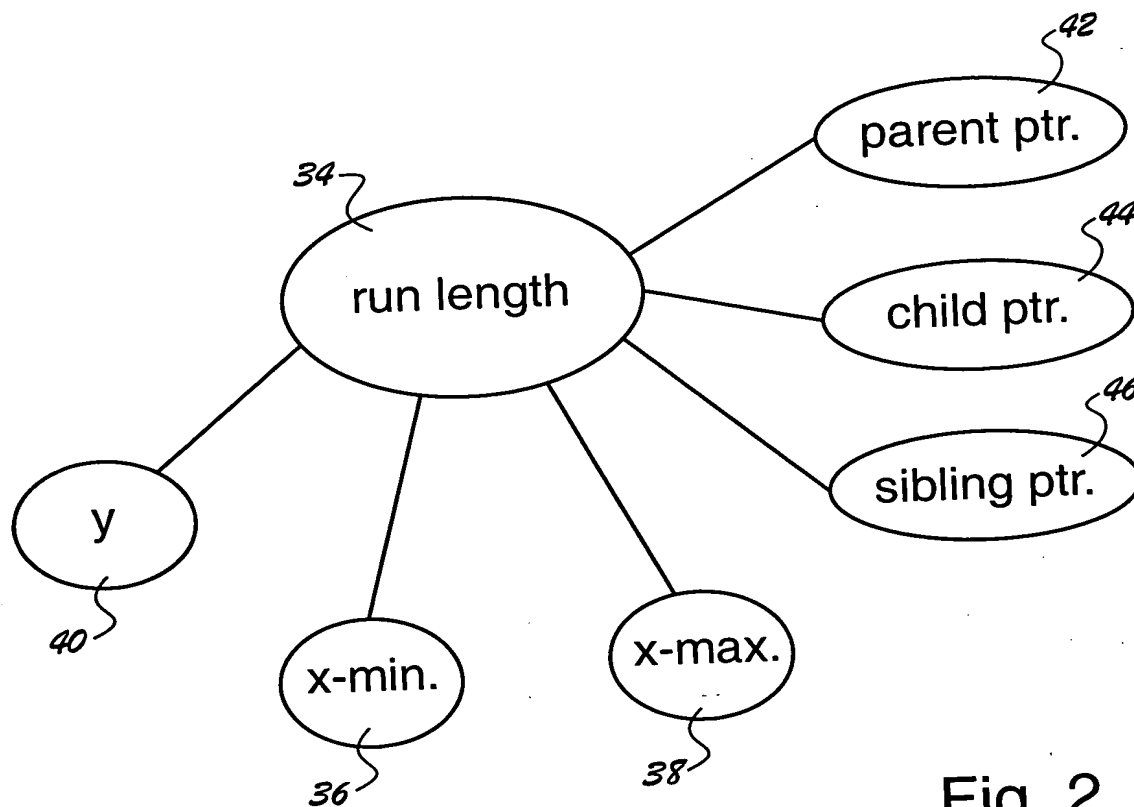 42
parent ptr.
34
run length
44
child ptr.
46
sibling ptr.
y
40
x-min.
36
x-max.
38
Fig. 2